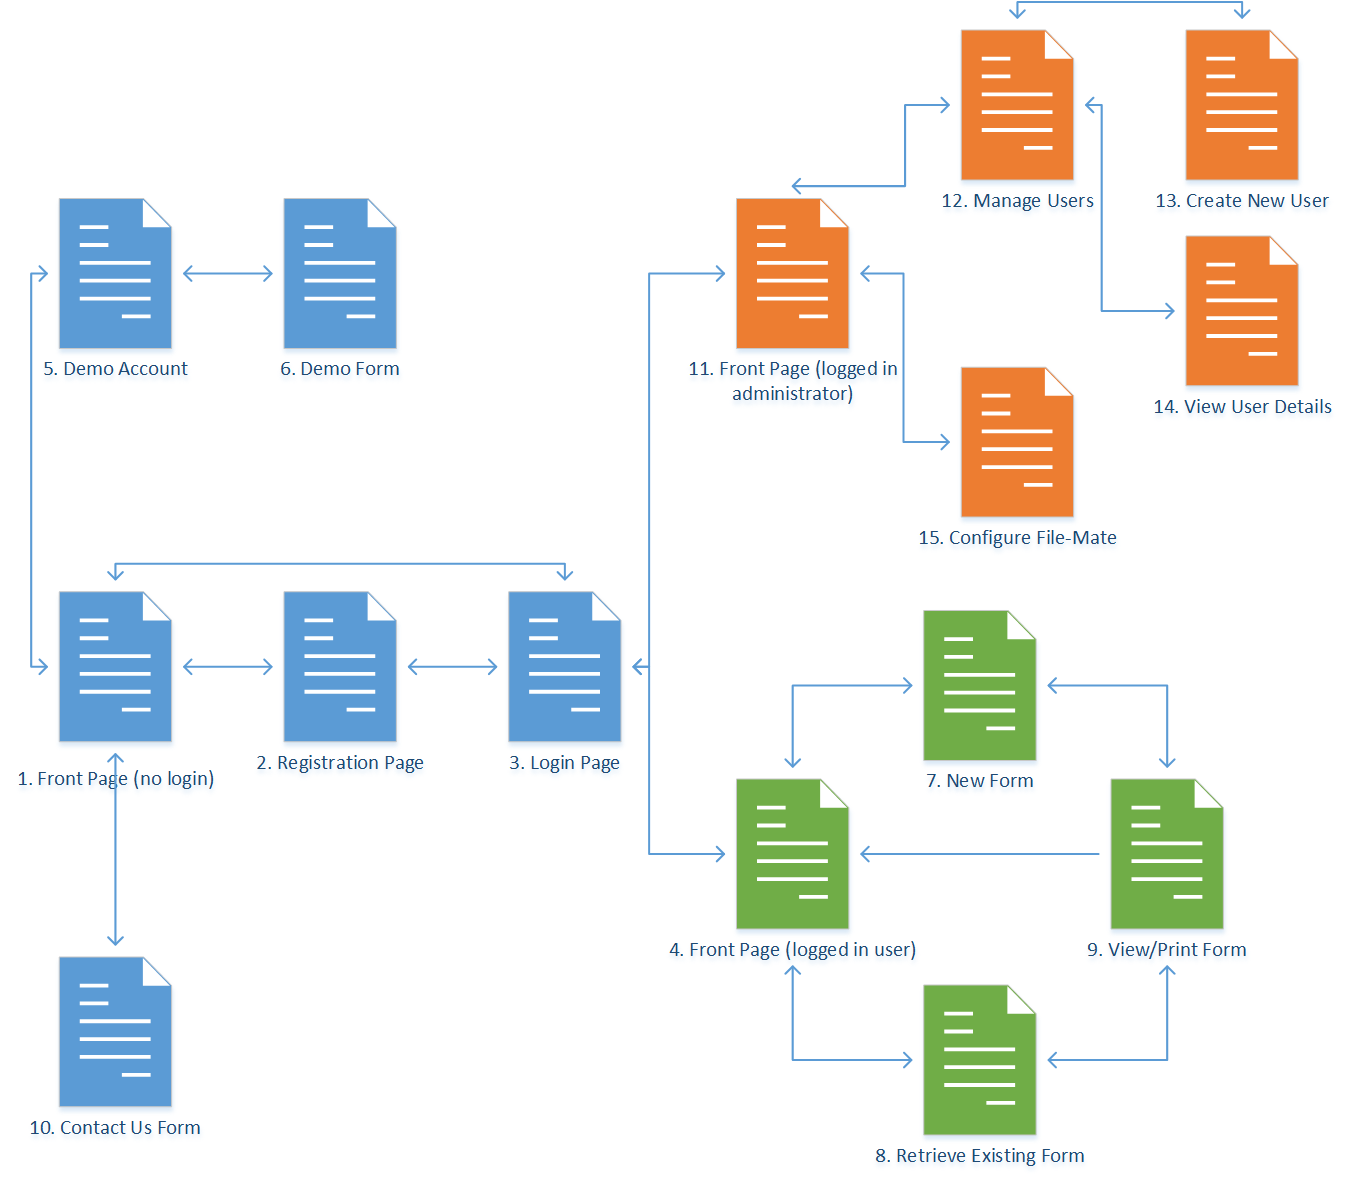 12. Manage Users
13. Create New User
5. Demo Account
6. Demo Form
11. Front Page (logged in
administrator)
14. View User Details
15. Configure File-Mate
1. Front Page (no login)
2. Registration Page
3. Login Page
7. New Form
4. Front Page (logged in user)
9. View/Print Form
10. Contact Us Form
8. Retrieve Existing Form